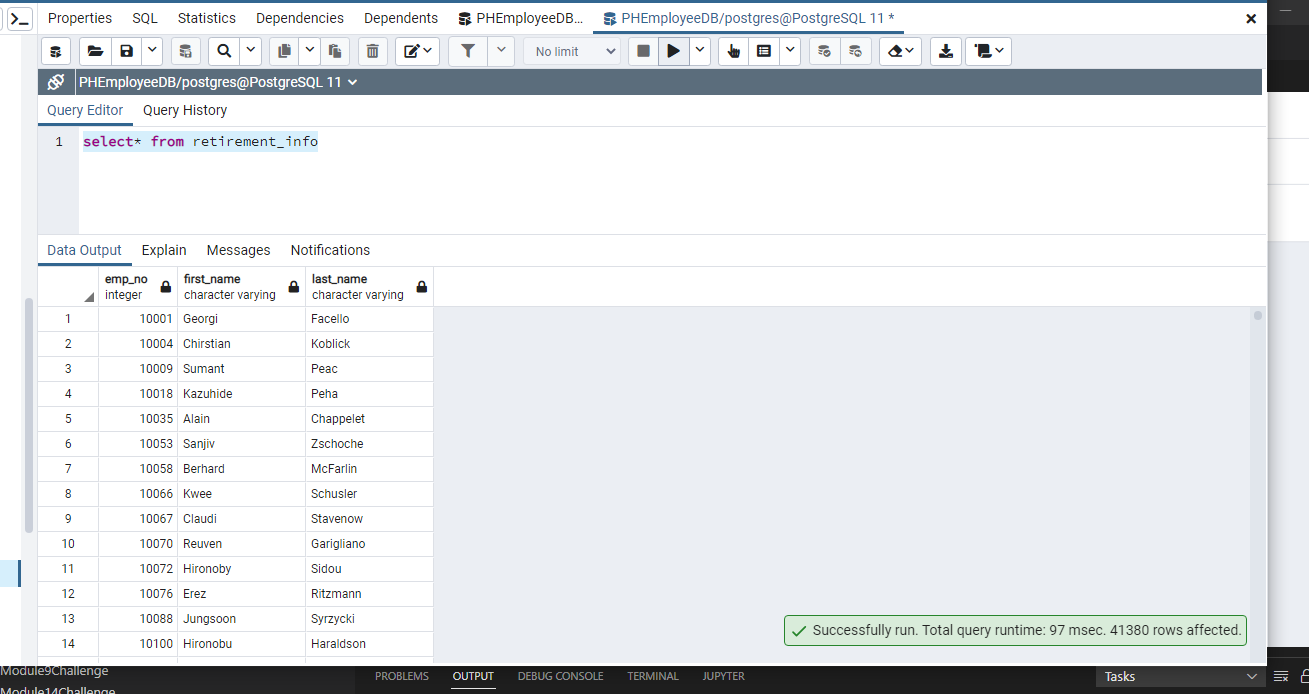 Properties SQL Statistics Dependencies Dependents PHEmployeeDB... PHEmployeeDB/postgres@PostgreSQL 11 *
No limit
PHEmployeeDB/postgres@PostgreSQL 11
Query Editor Query History
1 select* from retirement_info
Data Output Explain Messages Notifications
emp_no first_name last_name
integer character varying character varying
1 10001 Georgi Facello
2 10004 Chirstian Koblick
3 10009 Sumant Peac
4 10018 Kazuhide Peha
5 10035 Alain Chappelet
6 10053 Sanjiv Zschoche
7 10058 Berhard McFarlin
8 10066 Kwee Schusler
9 10067 Claudi Stavenow
10 10070 Reuven Garigliano
11 10072 Hironoby Sidou
12 10076 Erez Ritzmann
13 10088 Jungsoon Syrzycki
Successfully run. Total query runtime: 97 msec. 41380 rows affected.
14 10100 Hironobu Haraldson
Module9Challenge
PROBLEMS OUTPUT DEBUG CONSOLE TERMINAL JUPYTER Tasks
Module14Challenge